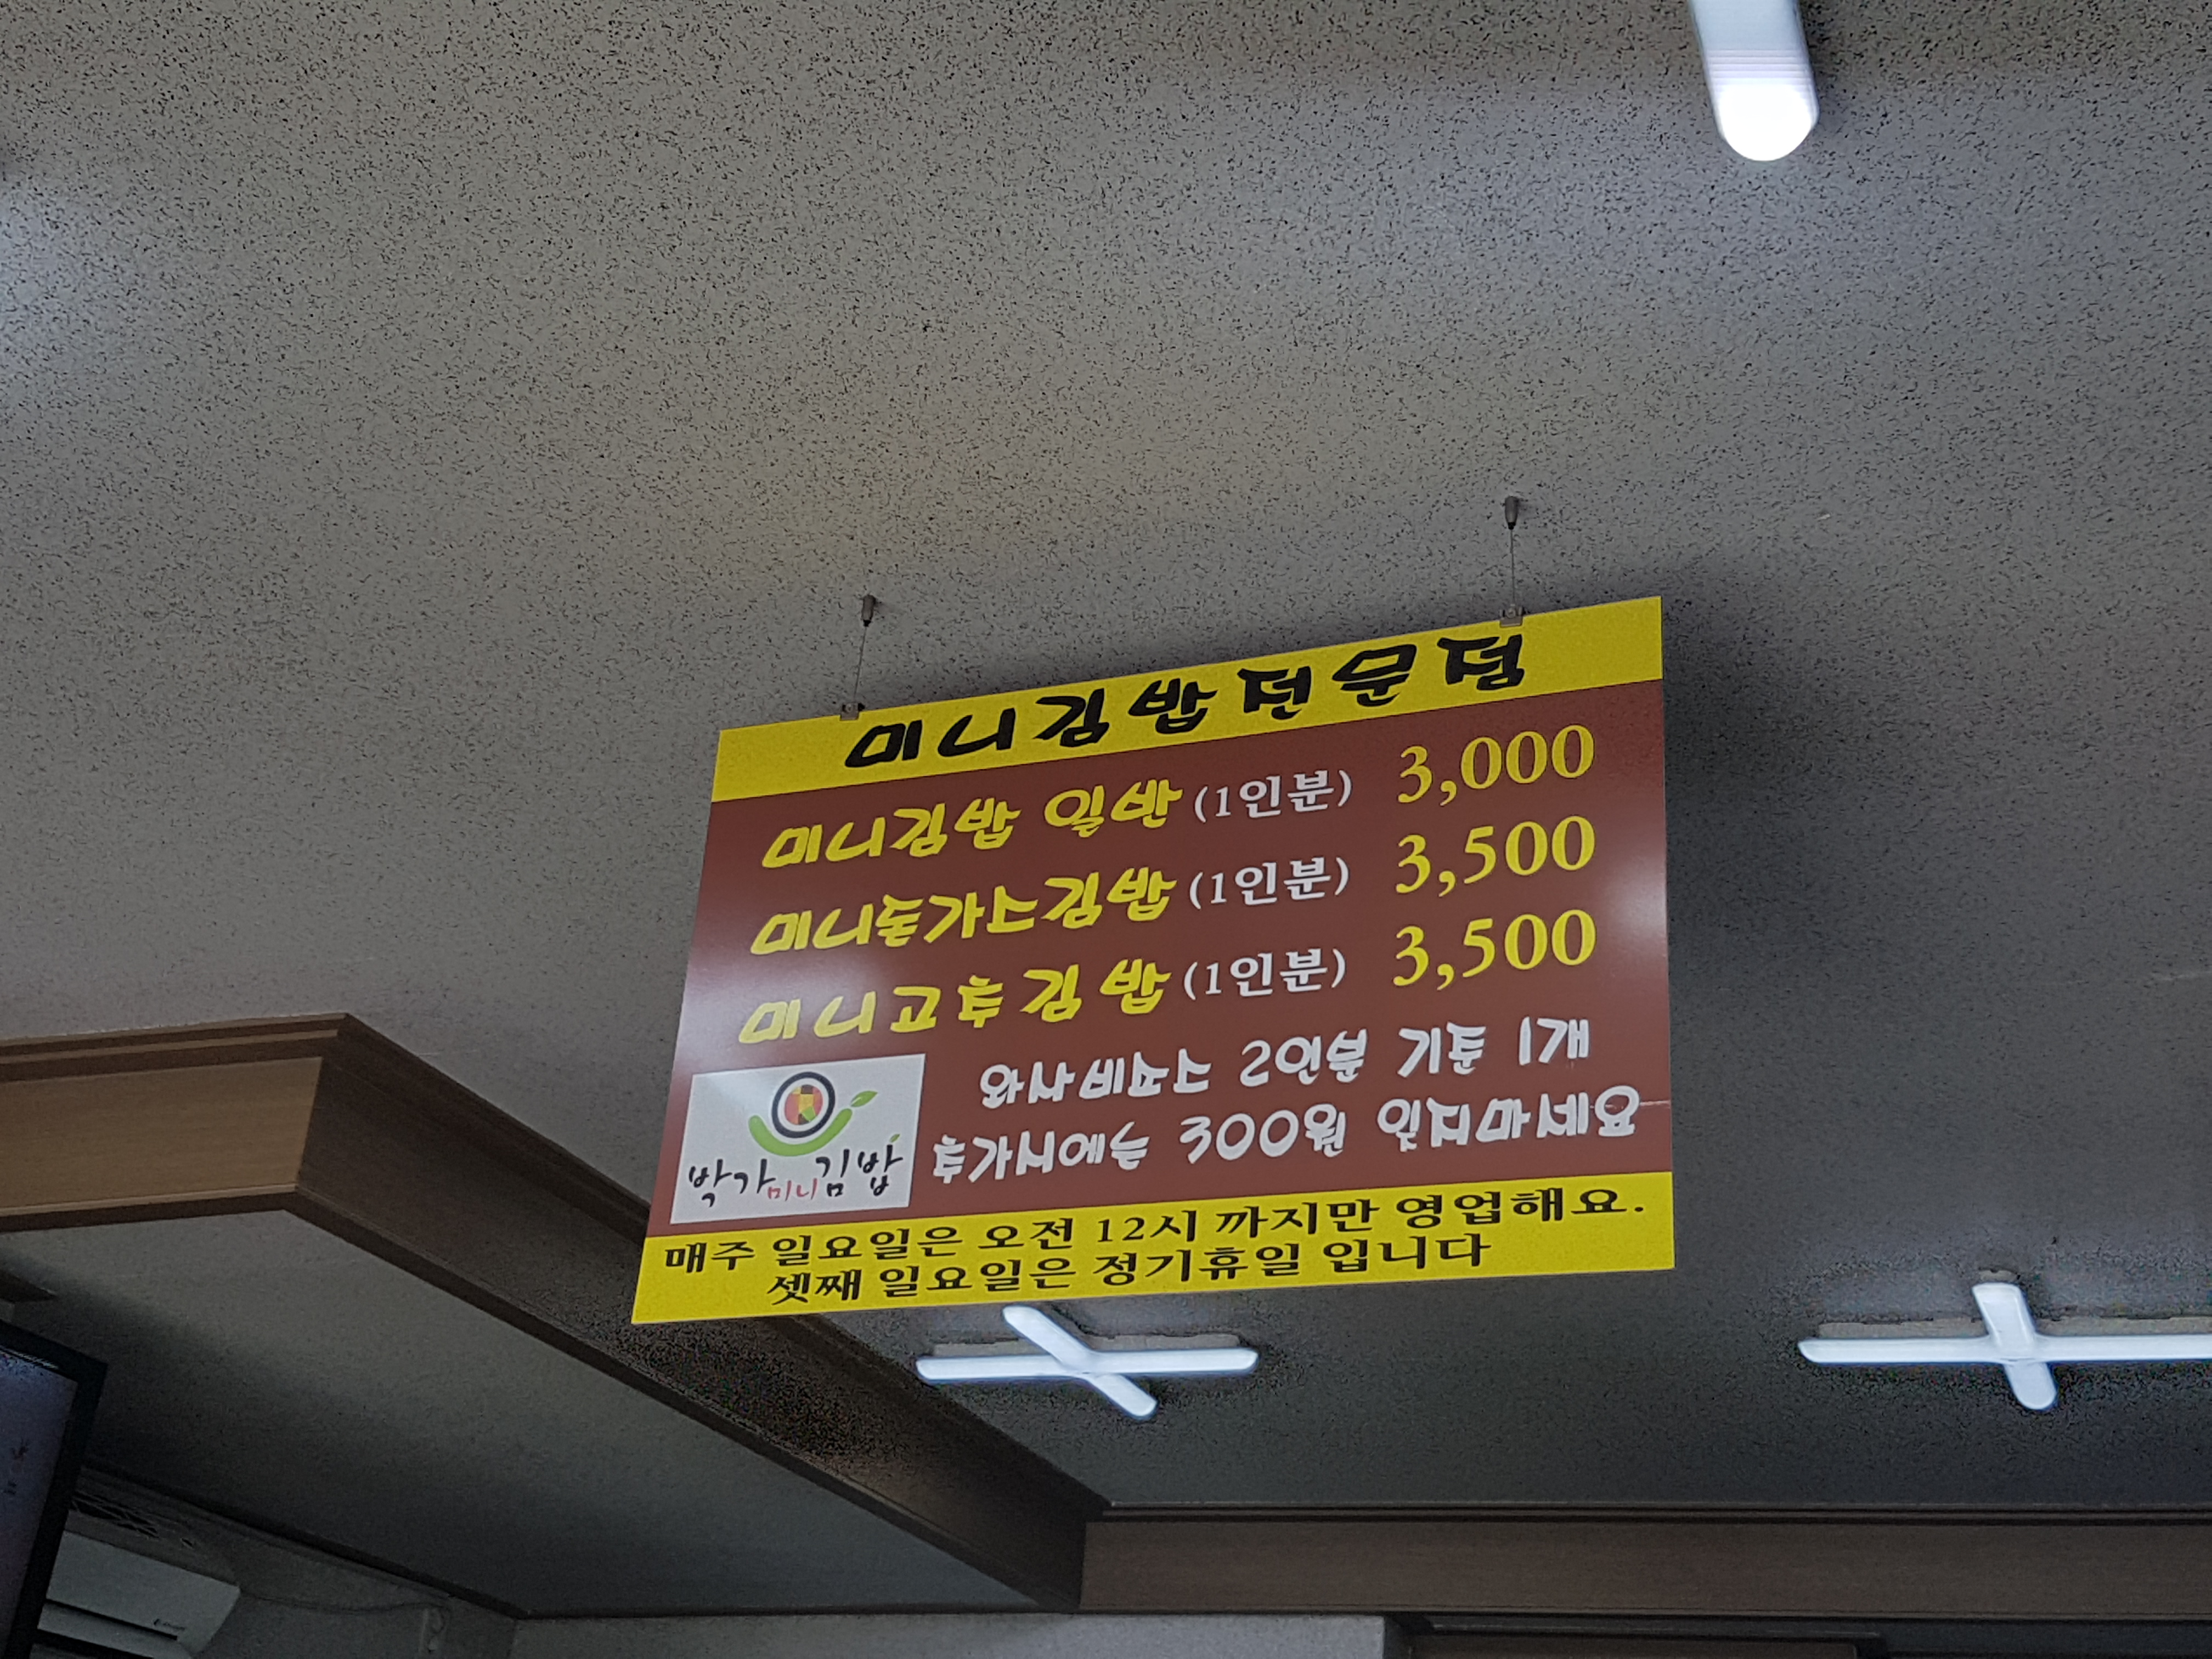 미니김밥전문점
미니김밥 일반 (1인분) 3,000
미니돈가스김밥 (1인분) 3,500
미니고추김밥 (1인분) 3,500
와사비쇼스 2인분 기본 1개
추가시에는 300원 잊지마세요
박가미니김밥
매주 일요일은 오전 12시 까지만 영업해요.
셋째 일요일은 정기휴일 입니다